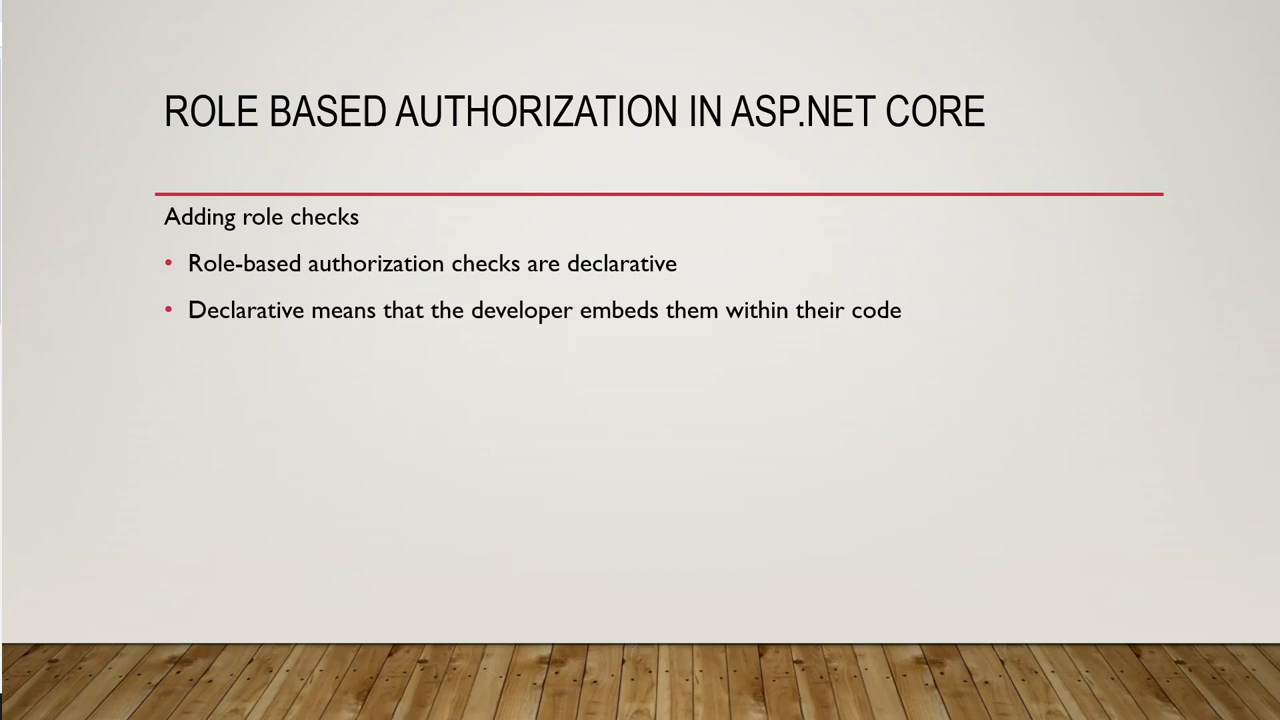 ROLE BASED AUTHORIZATION IN ASP.NET CORE
Adding role checks
• Role-based authorization checks are declarative
• Declarative means that the developer embeds them within their code